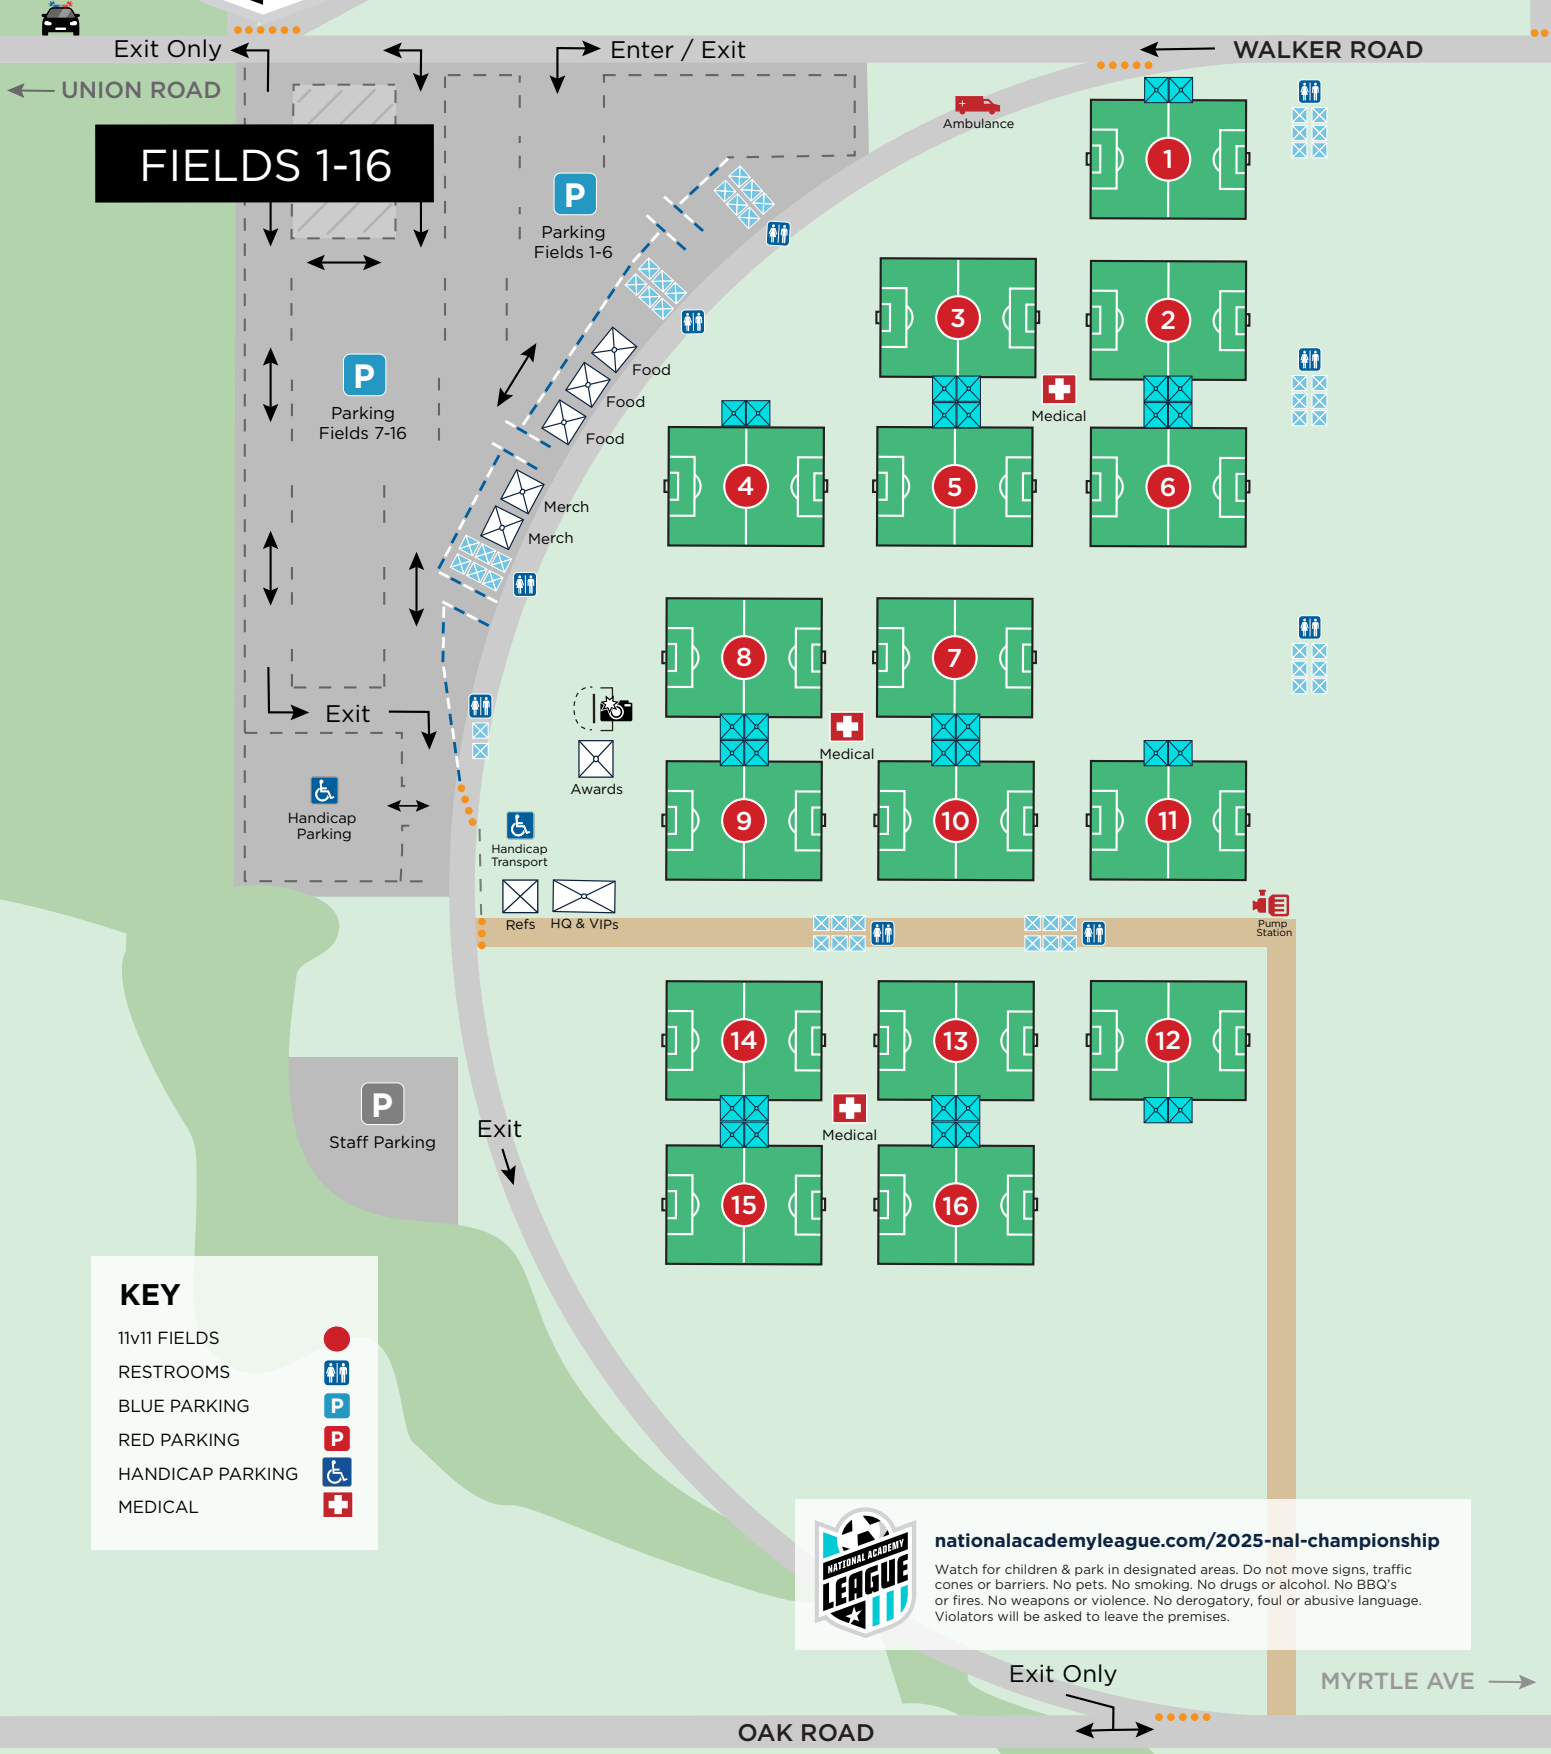 Exit Only
Enter / Exit
WALKER ROAD
UNION ROAD
FIELDS 1-16
Ambulance
1
P
Parking
Fields 1-6
3
2
P
Parking
Fields 7-16
Food
Food
Food
Medical
Merch
Merch
4
5
6
8
7
Exit
Medical
Awards
Handicap
Parking
Handicap
Transport
9
10
11
Refs
HQ & VIPs
Pump
Station
14
13
12
P
Staff Parking
Exit
Medical
15
16
KEY
11v11 FIELDS
RESTROOMS
BLUE PARKING
P
RED PARKING
P
HANDICAP PARKING
MEDICAL
NATIONAL ACADEMY
LEAGUE
nationalacademyleague.com/2025-nal-championship
Watch for children & park in designated areas. Do not move signs, traffic
cones or barriers. No pets. No smoking. No drugs or alcohol. No BBQ's
or fires. No weapons or violence. No derogatory, foul or abusive language.
Violators will be asked to leave the premises.
Exit Only
MYRTLE AVE
OAK ROAD